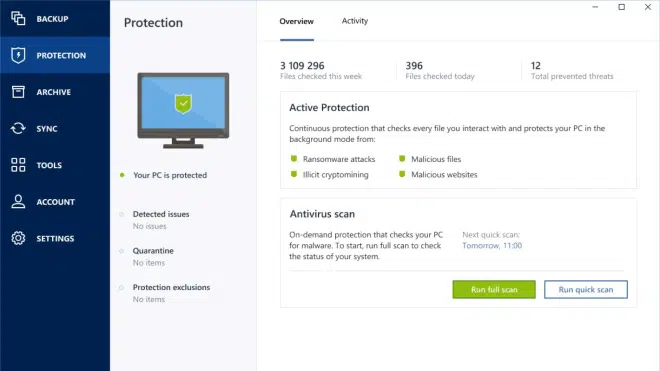 BACKUP
PROTECTION
ARCHIVE
SYNC
TOOLS
ACCOUNT
SETTINGS
Protection
Your PC is protected
Detected issues
No issues
Quarantine
No items
Protection exclusions
No items
Overview
Activity
3 109 296
Files checked this week
396
Files checked today
12
Total prevented threats
Active Protection
Continuous protection that checks every file you interact with and protects your PC in the
background mode from:
Ransomware attacks
Malicious files
Illicit cryptomining
Malicious websites
Antivirus scan
On-demand protection that checks your PC
for malware. To start, run full scan to check
the status of your system.
Next quick scan:
Tomorrow, 11:00
Run full scan
Run quick scan